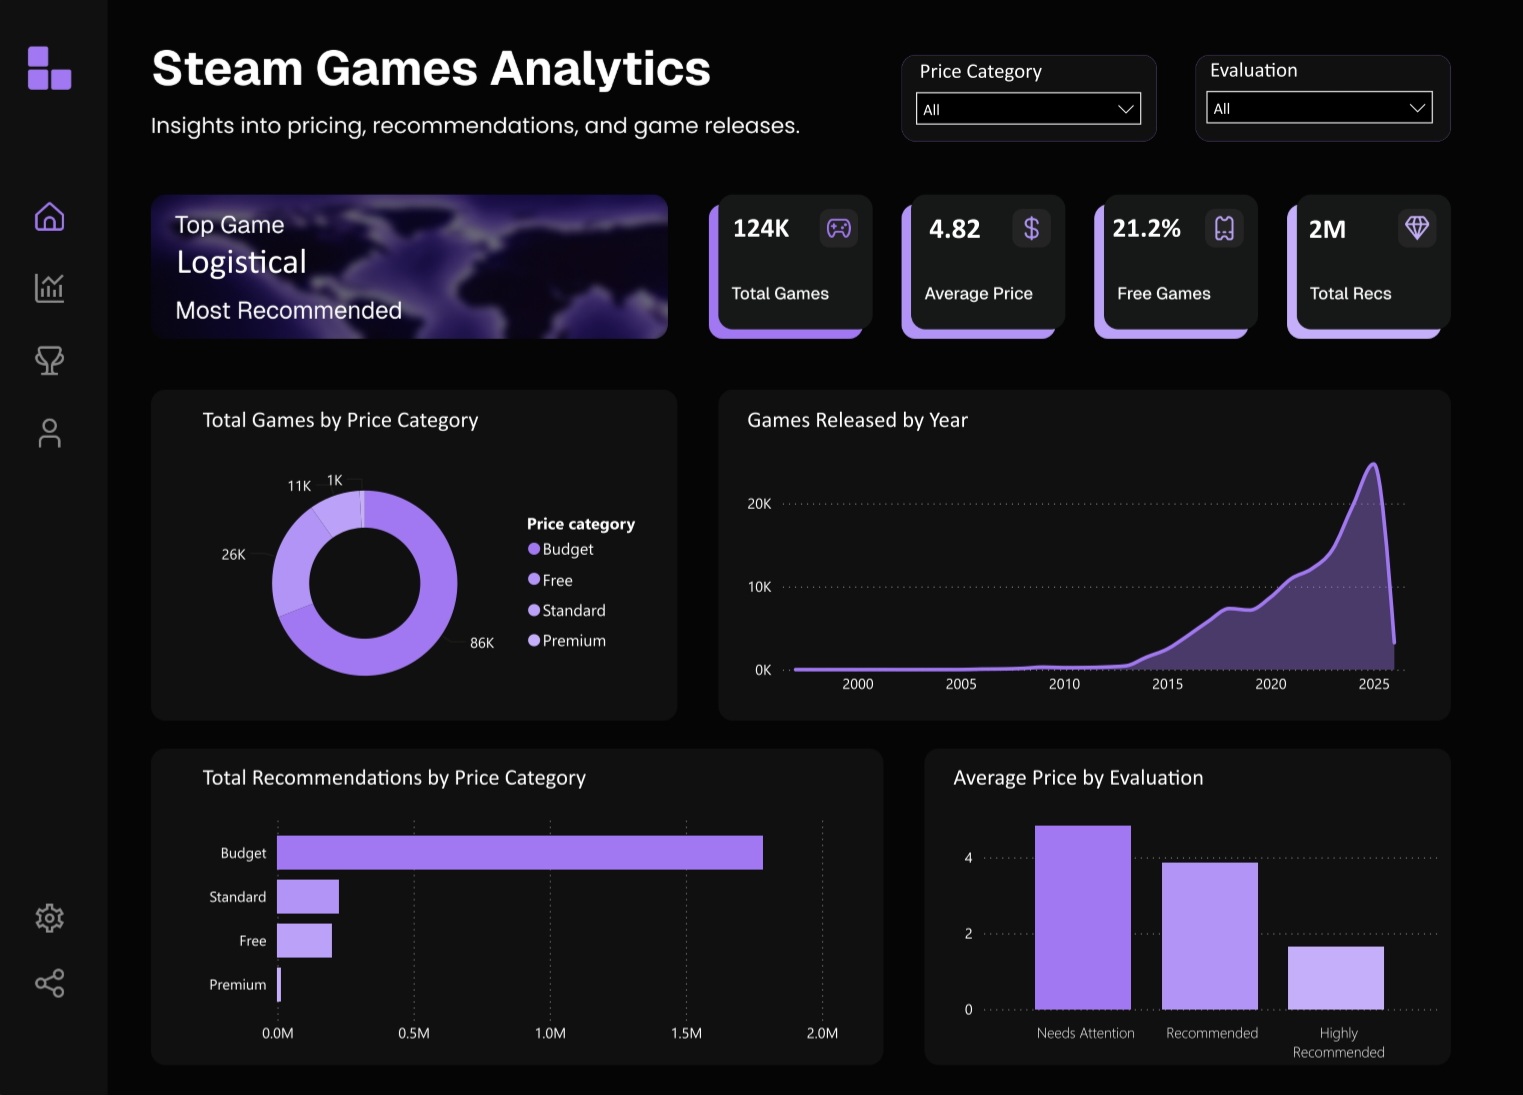 Steam Games Analytics
Insights into pricing, recommendations, and game releases.
Price Category
All
Evaluation
All
Top Game
Logistical
Most Recommended
124K
Total Games
4.82
Average Price
21.2%
Free Games
2M
Total Recs
Total Games by Price Category
11K
1K
26K
86K
Price category
Budget
Free
Standard
Premium
Games Released by Year
20K
10K
0K
2000
2005
2010
2015
2020
2025
Total Recommendations by Price Category
Budget
Standard
Free
Premium
0.0M
0.5M
1.0M
1.5M
2.0M
Average Price by Evaluation
4
2
0
Needs Attention
Recommended
Highly
Recommended